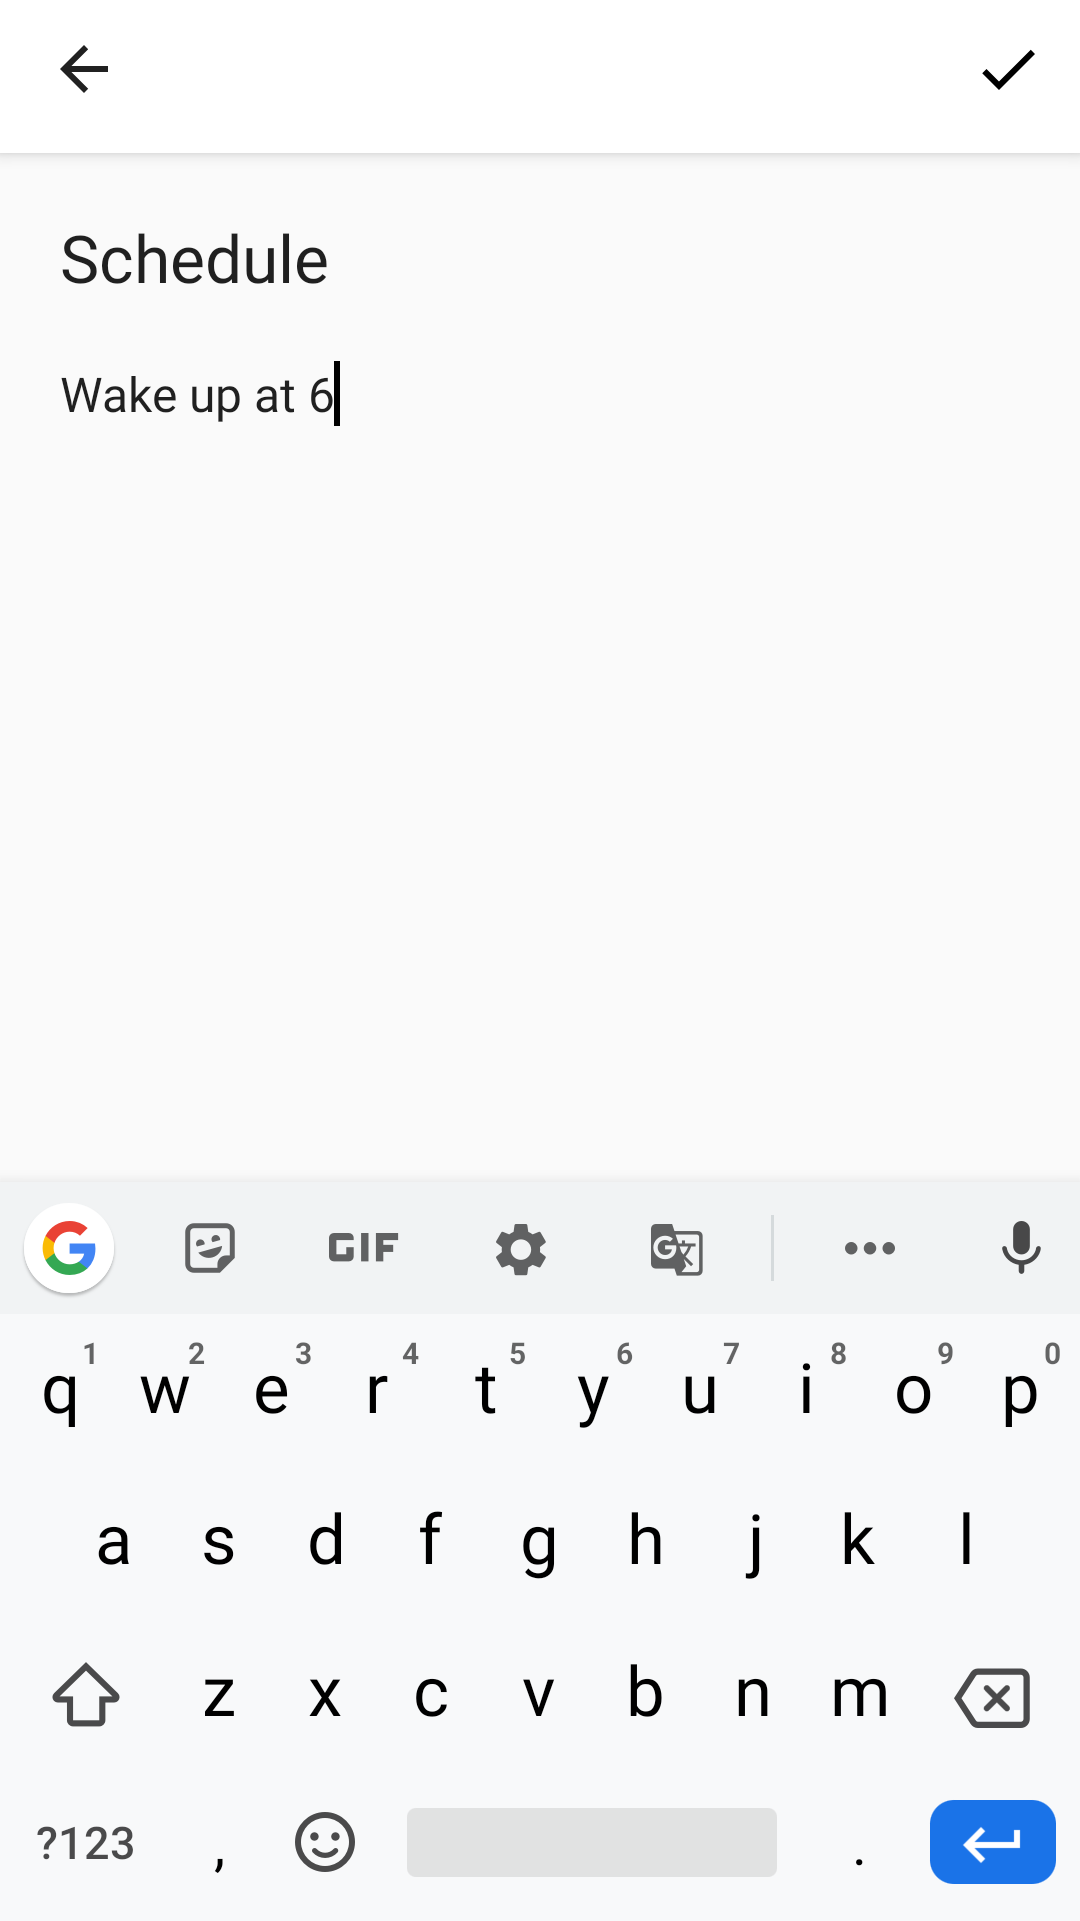 Schedule
Wake up at 6
GIF
1 2 3 4 5 6 7 8 9 0
q w e r t y u i o p
a s d f g h j k l
z x c v b n m
?123 , .